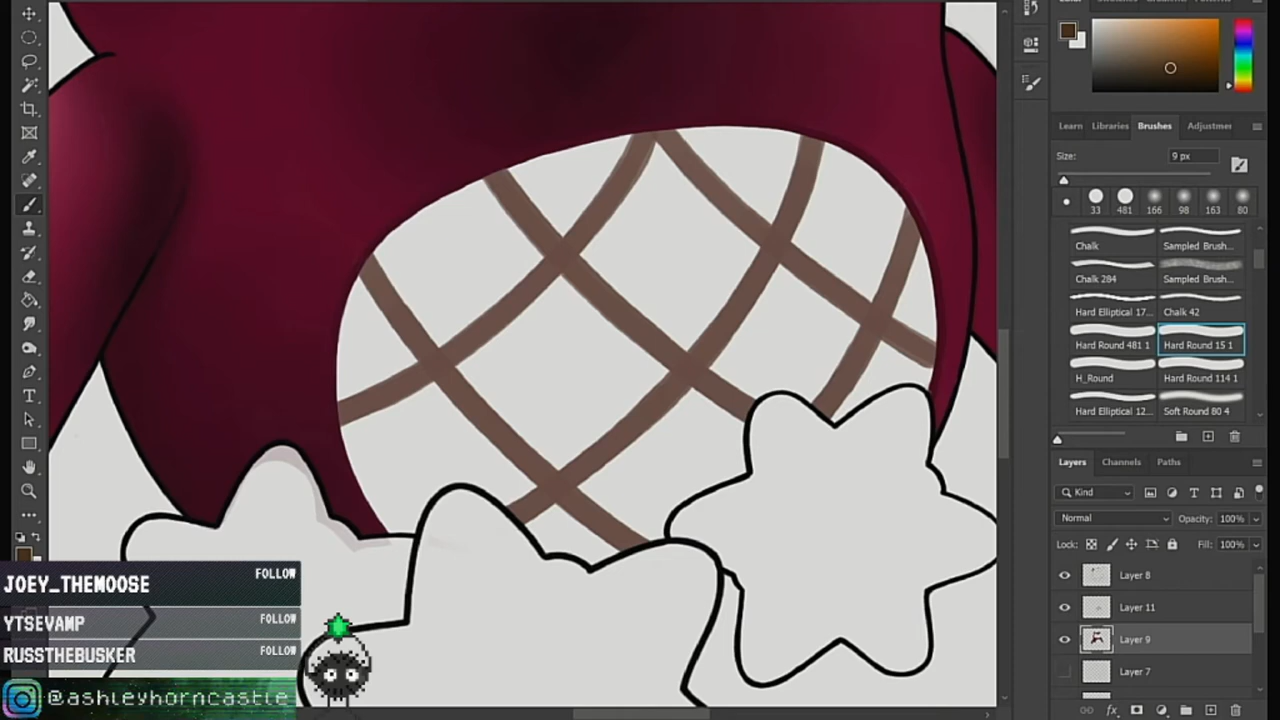 Learn Libraries Brushes Adjustmer
Size: 9 px
33 481 166 98 163 80
Chalk Sampled Brush...
Chalk 284 Sampled Brush...
Hard Elliptical 17... Chalk 42
Hard Round 481 1 Hard Round 15 1
H_Round Hard Round 114 1
Hard Elliptical 12... Soft Round 80 4
Layers Channels Paths
Kind
Normal Opacity: 100%
Lock: Fill: 100%
Layer 8
Layer 11
Layer 9
Layer 7
JOEY_THEMOOSE FOLLOW
YTSEVAMP FOLLOW
RUSSTHEBUSKER FOLLOW
@ashleyhorncastle